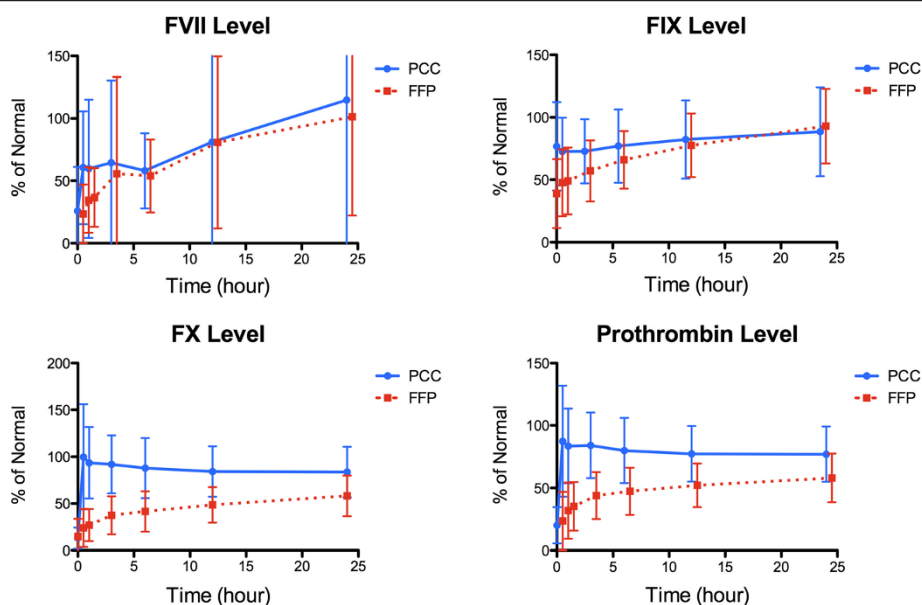 FVII Level
150
100
50
0
% of Normal
0 5 10 15 20 25
Time (hour)
PCC
FFP
FIX Level
150
100
50
0
% of Normal
0 5 10 15 20 25
Time (hour)
PCC
FFP
FX Level
200
150
100
50
0
% of Normal
0 5 10 15 20 25
Time (hour)
PCC
FFP
Prothrombin Level
150
100
50
0
% of Normal
0 5 10 15 20 25
Time (hour)
PCC
FFP